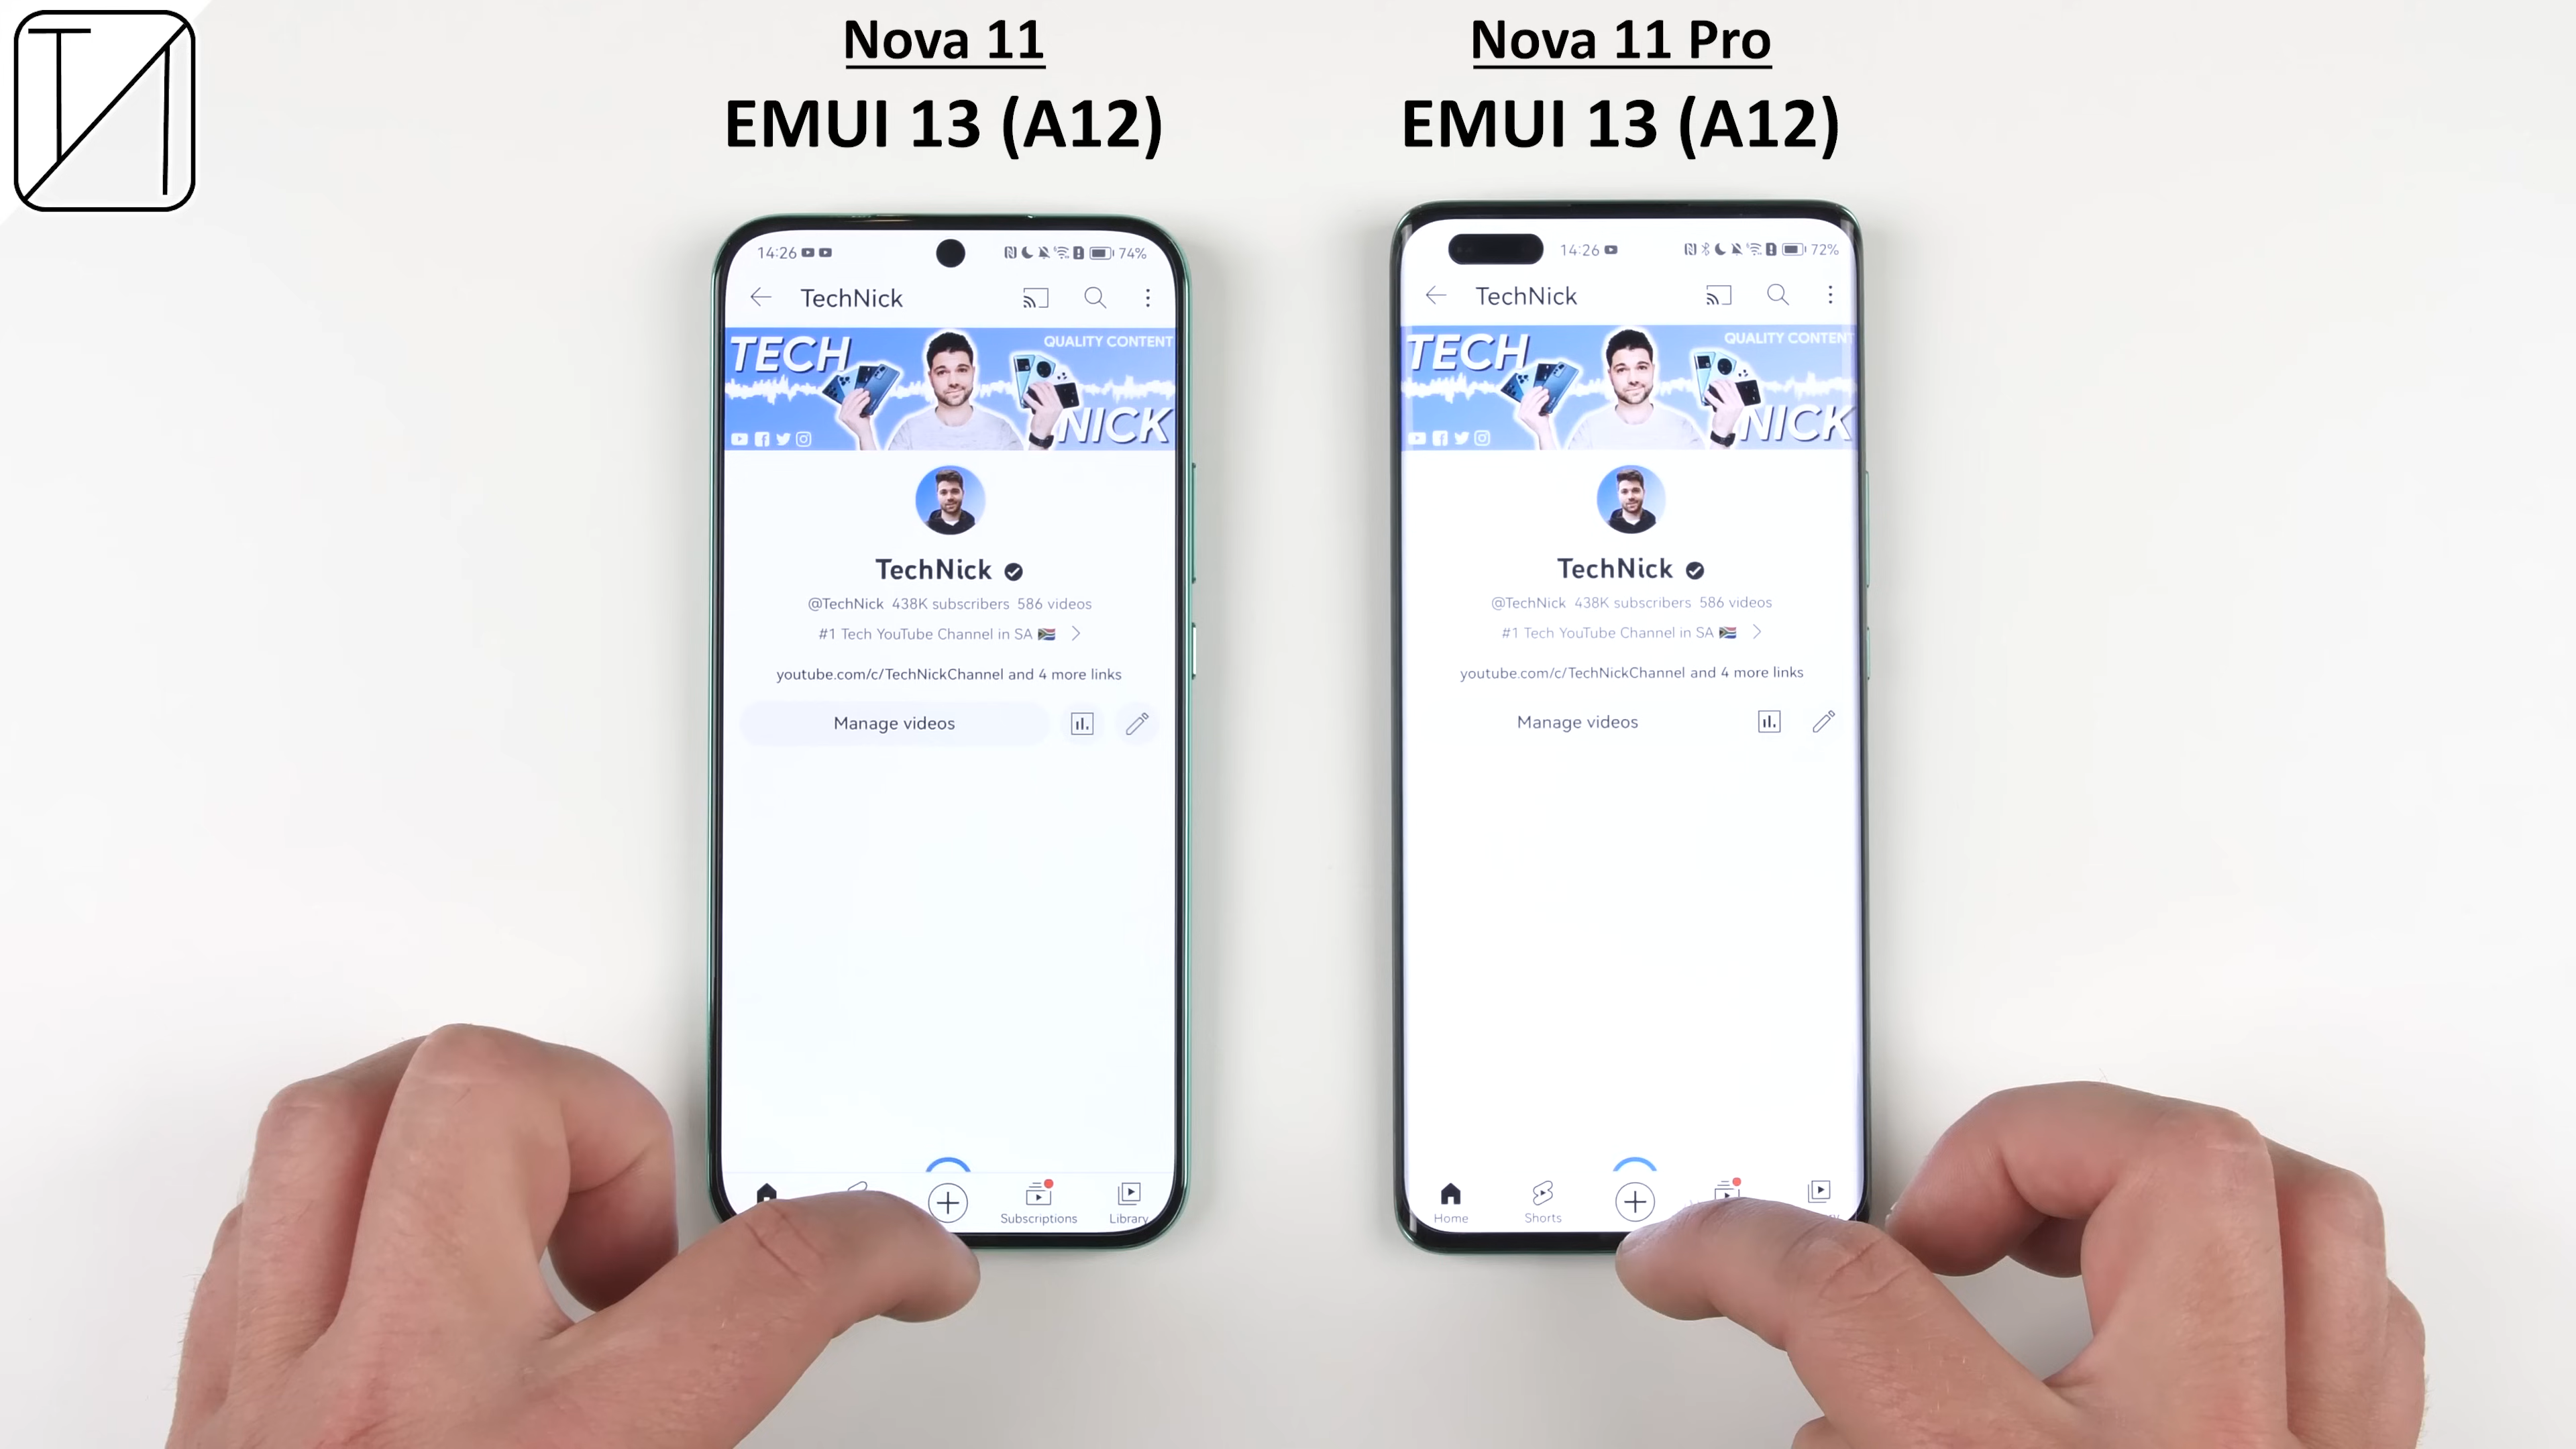 Nova 11
EMUI 13 (A12)
14:26
74%
TechNick
TECH
QUALITY CONTENT
NICK
TechNick
@TechNick 438K subscribers 586 videos
#1 Tech YouTube Channel in SA 🇿🇦
youtube.com/c/TechNickChannel and 4 more links
Manage videos
Subscriptions
Library
Nova 11 Pro
EMUI 13 (A12)
14:26
72%
TechNick
TECH
QUALITY CONTENT
NICK
TechNick
@TechNick 438K subscribers 586 videos
#1 Tech YouTube Channel in SA 🇿🇦
youtube.com/c/TechNickChannel and 4 more links
Manage videos
Home
Shorts